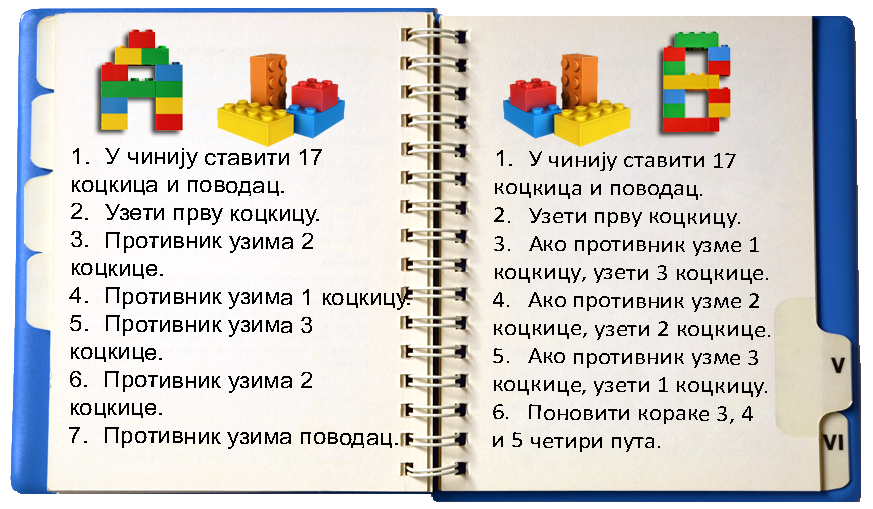 1. У чинију ставити 17
коцкица и поводац.
2. Узети прву коцкицу.
3. Противник узима 2
коцкице.
4. Противник узима 1 коцкицу.
5. Противник узима 3
коцкице.
6. Противник узима 2
коцкице.
7. Противник узима поводац.
1. У чинију ставити 17
коцкица и поводац.
2. Узети прву коцкицу.
3. Ако противник узме 1
коцкицу, узети 3 коцкице.
4. Ако противник узме 2
коцкице, узети 2 коцкице.
5. Ако противник узме 3
коцкице, узети 1 коцкицу.
6. Поновити кораке 3, 4
и 5 четири пута.
V
VI